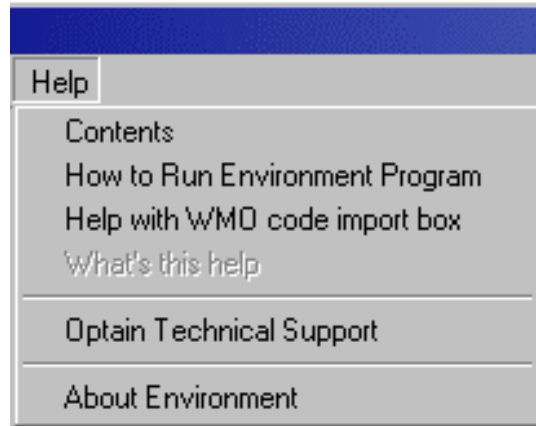 Help
Contents
How to Run Environment Program
Help with WMO code import box
What's this help
Optain Technical Support
About Environment